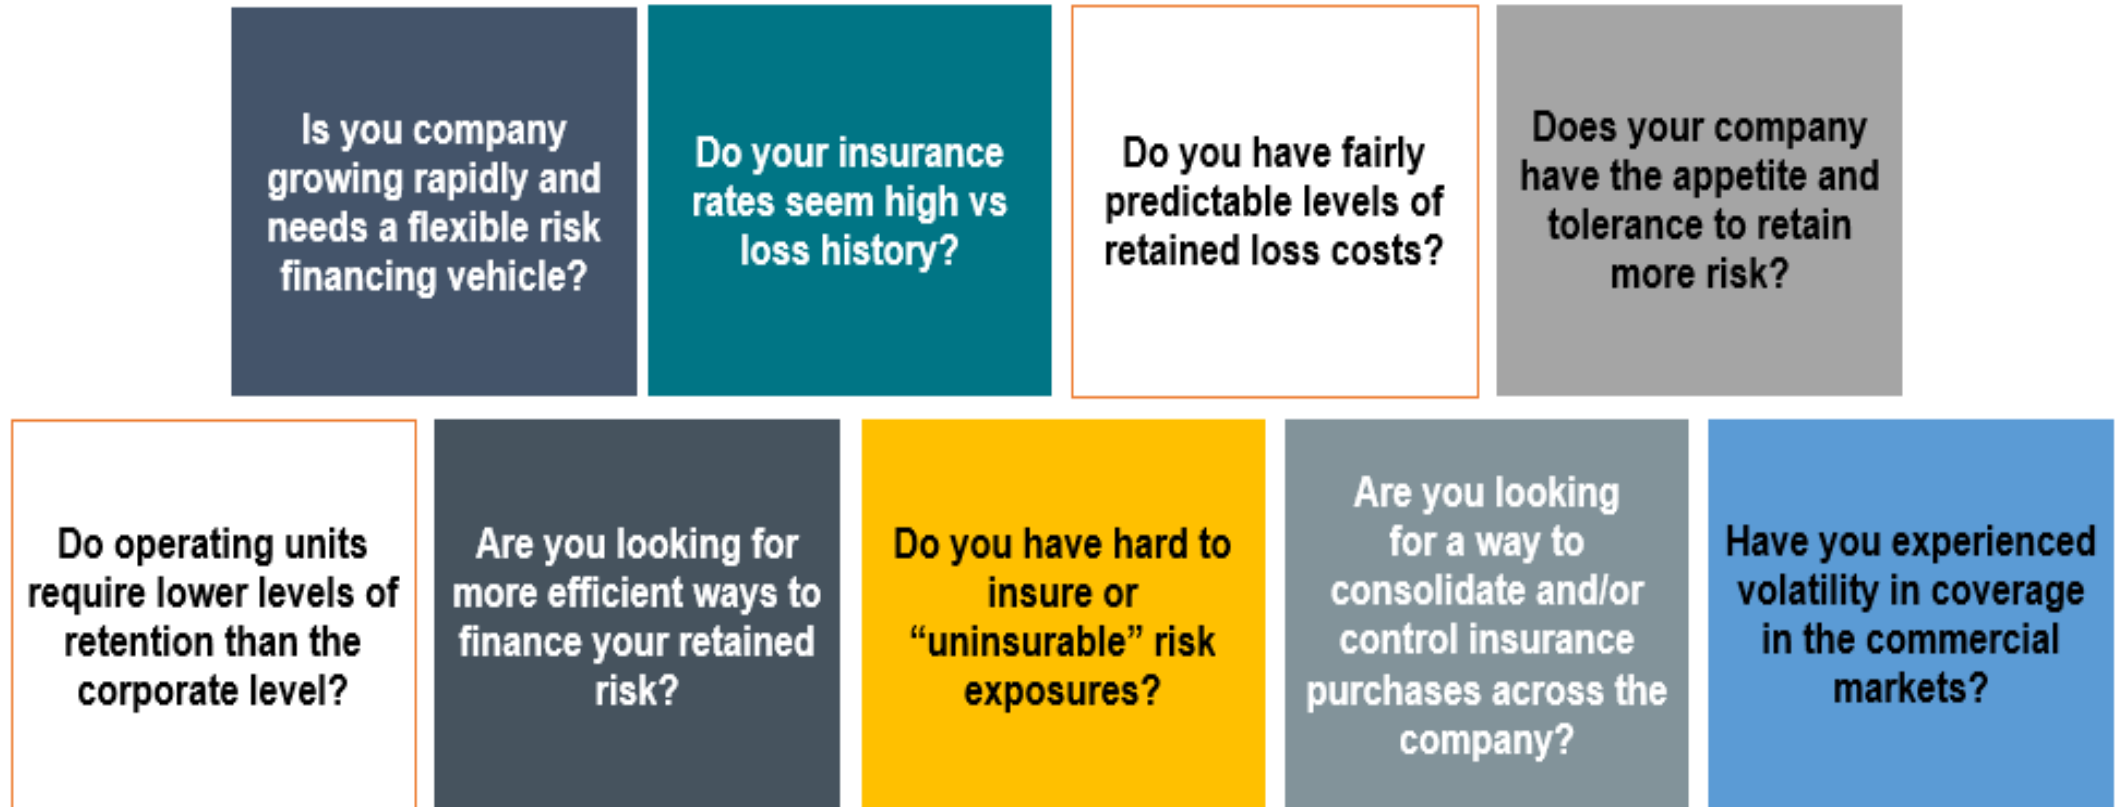 Is you company
growing rapidly and
needs a flexible risk
financing vehicle?
Do your insurance
rates seem high vs
loss history?
Do you have fairly
predictable levels of
retained loss costs?
Does your company
have the appetite and
tolerance to retain
more risk?
Do operating units
require lower levels of
retention than the
corporate level?
Are you looking for
more efficient ways to
finance your retained
risk?
Do you have hard to
insure or
“uninsurable” risk
exposures?
Are you looking
for a way to
consolidate and/or
control insurance
purchases across the
company?
Have you experienced
volatility in coverage
in the commercial
markets?